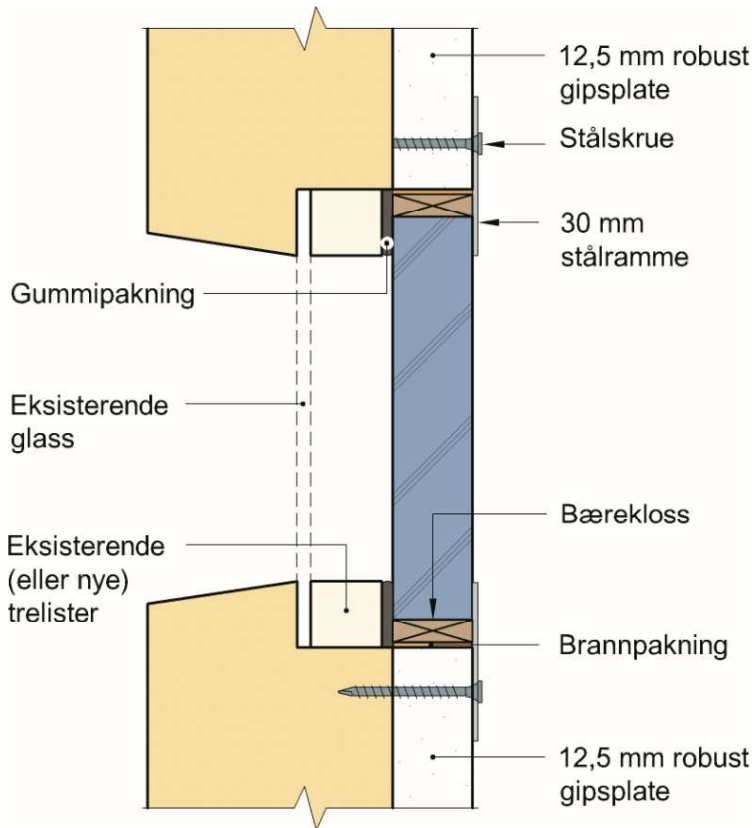 12,5 mm robust
gipsplate
Stålskrue
30 mm
stålramme
Gummipakning
Eksisterende
glass
Bærekloss
Eksisterende
(eller nye)
trelister
Brannpakning
12,5 mm robust
gipsplate